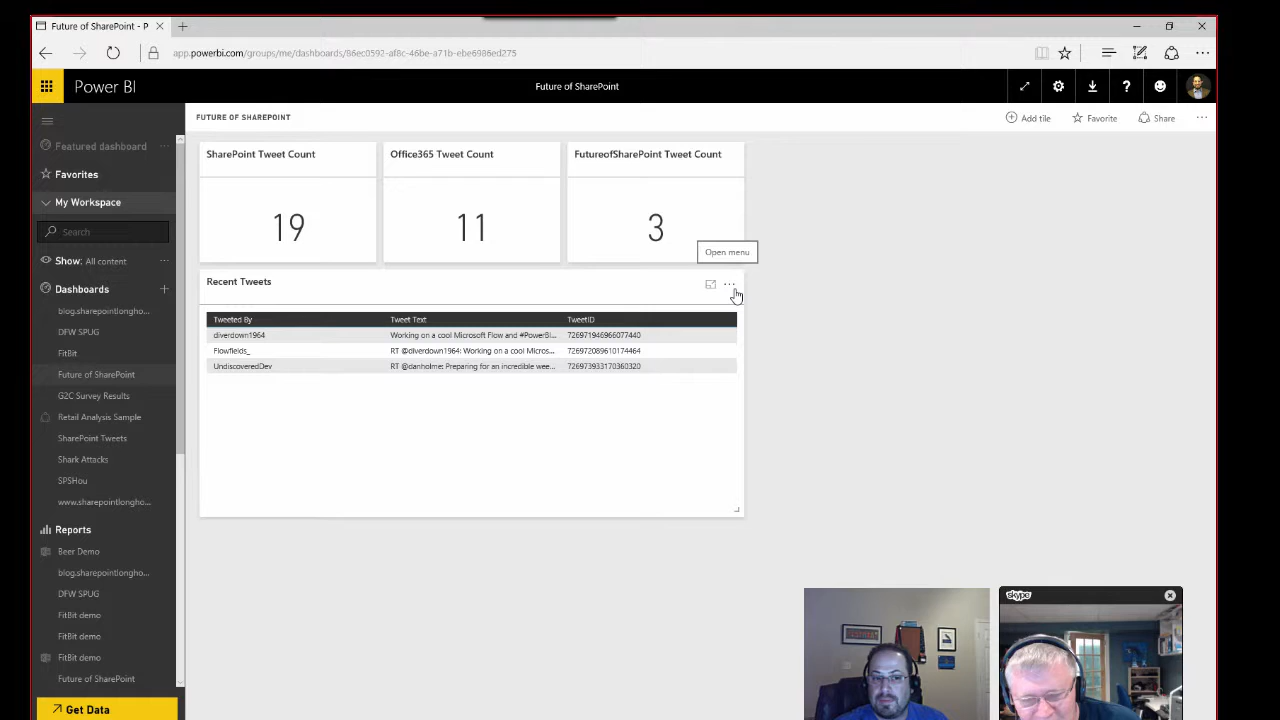 Future of SharePoint - P
app.powerbi.com/groups/me/dashboards/86ec0592-af8c-46be-a71b-ebe6986ed275
Power BI
Future of SharePoint
FUTURE OF SHAREPOINT
Add tile
Favorite
Share
Featured dashboard
Favorites
My Workspace
Search
Show: All content
Dashboards
blog.sharepointlongho...
DFW SPUG
FitBit
Future of SharePoint
G2C Survey Results
Retail Analysis Sample
SharePoint Tweets
Shark Attacks
SPSHou
www.sharepointlongho...
Reports
Beer Demo
blog.sharepointlongho...
DFW SPUG
FitBit demo
FitBit demo
FitBit demo
Future of SharePoint
Get Data
SharePoint Tweet Count
19
Office365 Tweet Count
11
FutureofSharePoint Tweet Count
3
Open menu
Recent Tweets
Tweeted By Tweet Text TweetID
diverdown1964 Working on a cool Microsoft Flow and #PowerBi... 726971946966077440
Flowfields_ RT @diverdown1964: Working on a cool Micros... 726972089610174464
UndiscoveredDev RT @danholme: Preparing for an incredible wee... 726973933170360320
skype